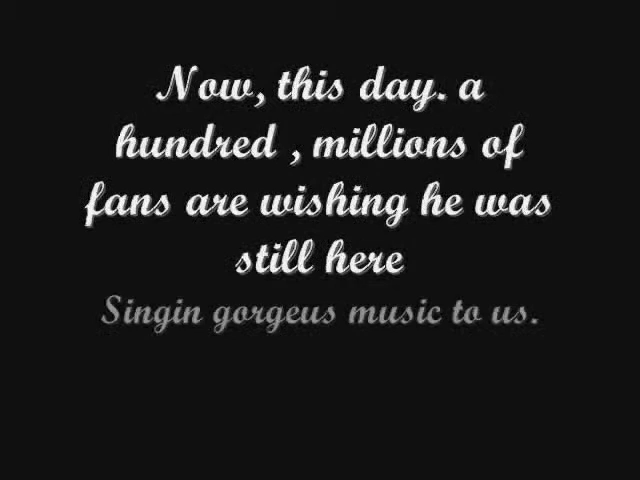 Now, this day. a
hundred , millions of
fans are wishing he was
still here
Singin gorgeus music to us.